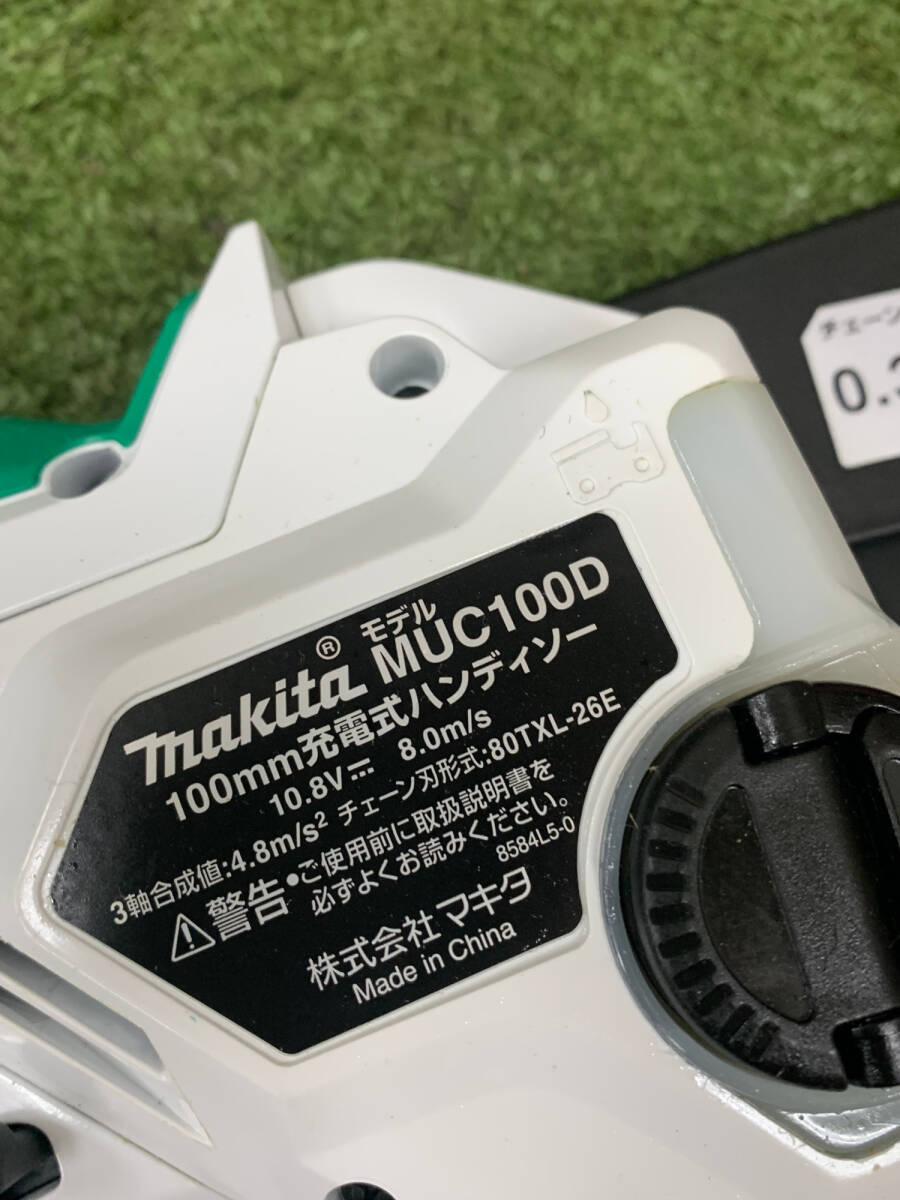 チェーン
0.3
makita® モデル MUC100D
100mm充電式ハンディソー
10.8V⎓ 8.0m/s
3軸合成値:4.8m/s² チェーン刃形式:80TXL-26E
⚠警告 •ご使用前に取扱説明書を
必ずよくお読みください。
8584L5-0
株式会社マキタ
Made in China